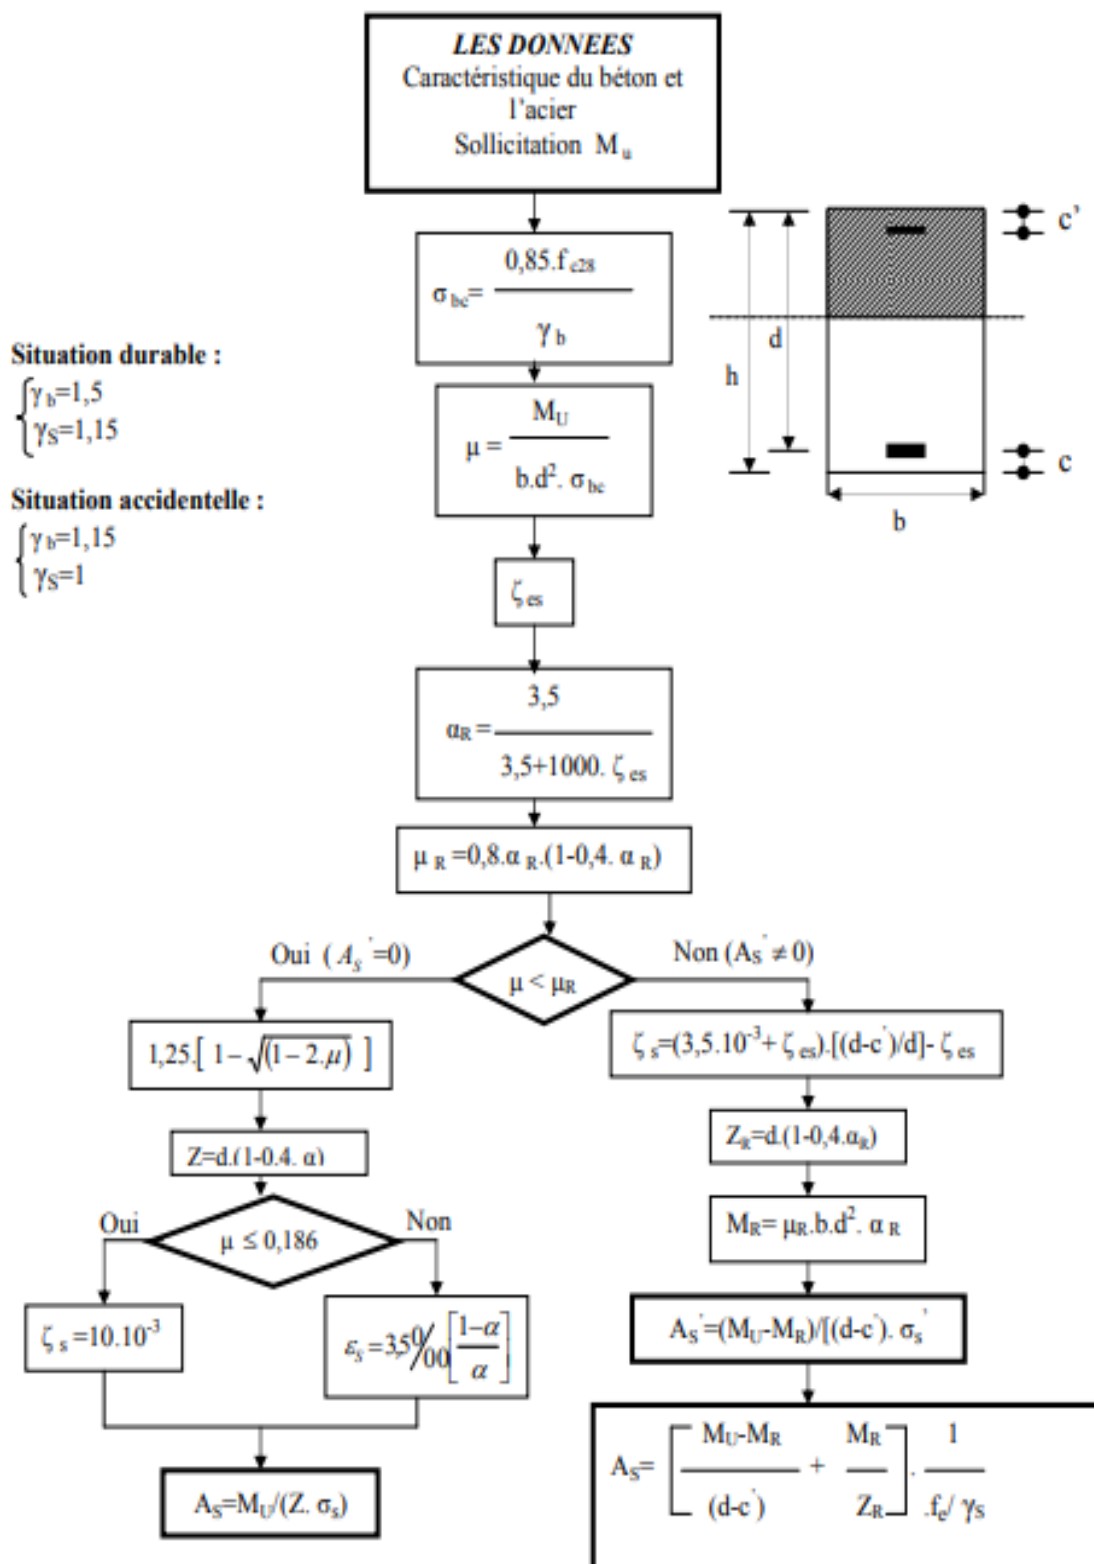 LES DONNEES
Caractéristique du béton et
l'acier
Sollicitation M u
σ bc= 0,85.f c28 / γ b
c'
d
h
c
b
Situation durable :
γ b=1,5
γS=1,15
Situation accidentelle :
γ b=1,15
γS=1
μ = MU / b.d². σ bc
ζ es
αR = 3,5 / 3,5+1000. ζ es
μ R =0,8.α R.(1-0,4. α R)
Oui ( As'=0)
μ < μR
Non (As' ≠ 0)
1,25.[ 1−√(1−2.μ) ]
Z=d.(1-0.4. α)
Oui
μ ≤ 0,186
Non
ζ s =10.10⁻³
εs =3,5 0/00 [1−α / α]
AS=MU/(Z. σs)
ζ s=(3,5.10⁻³+ ζ es).[(d-c')/d]- ζ es
ZR=d.(1-0,4.αR)
MR= μR.b.d². α R
AS'=(MU-MR)/[(d-c'). σs'
AS= [ MU-MR / (d-c') + MR / ZR ] . 1 / .fe/ γS